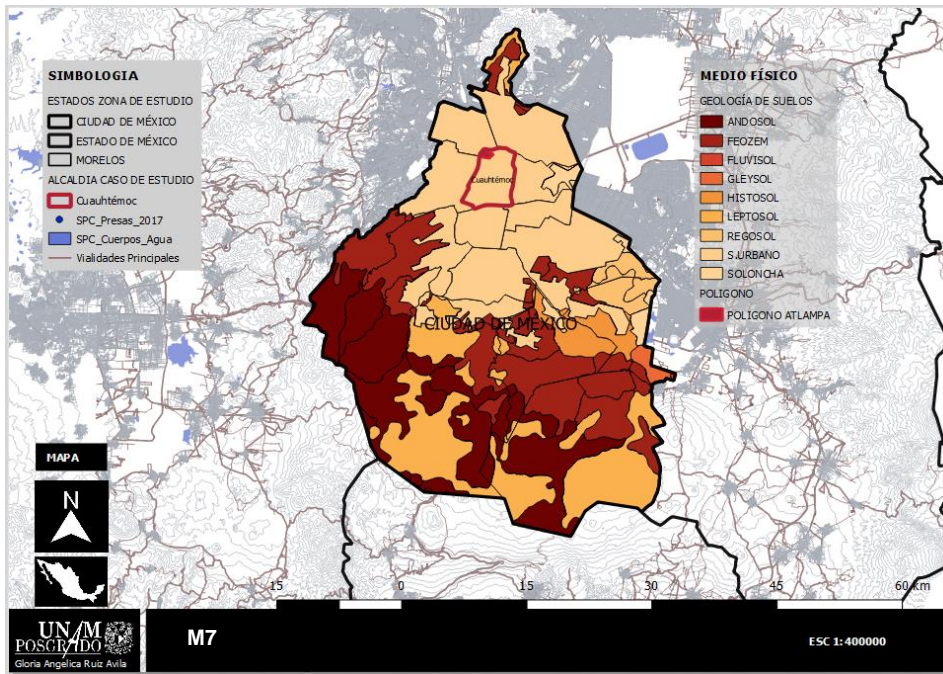 SIMBOLOGIA
ESTADOS ZONA DE ESTUDIO
CIUDAD DE MÉXICO
ESTADO DE MÉXICO
MORELOS
ALCALDIA CASO DE ESTUDIO
Cuauhtémoc
SPC_Presas_2017
SPC_Cuerpos_Agua
Vialidades Principales
MEDIO FÍSICO
GEOLOGÍA DE SUELOS
ANDOSOL
FEOZEM
FLUVISOL
GLEYSOL
HISTOSOL
LEPTOSOL
REGOSOL
S.URBANO
SOLONCHA
POLIGONO
POLIGONO ATLAMPA
Cuauhtémoc
CIUDAD DE MÉXICO
MAPA
N
15 0 15 30 45 60 km
UNAM
POSGRADO
Gloria Angelica Ruiz Avila
M7
ESC 1: 400000